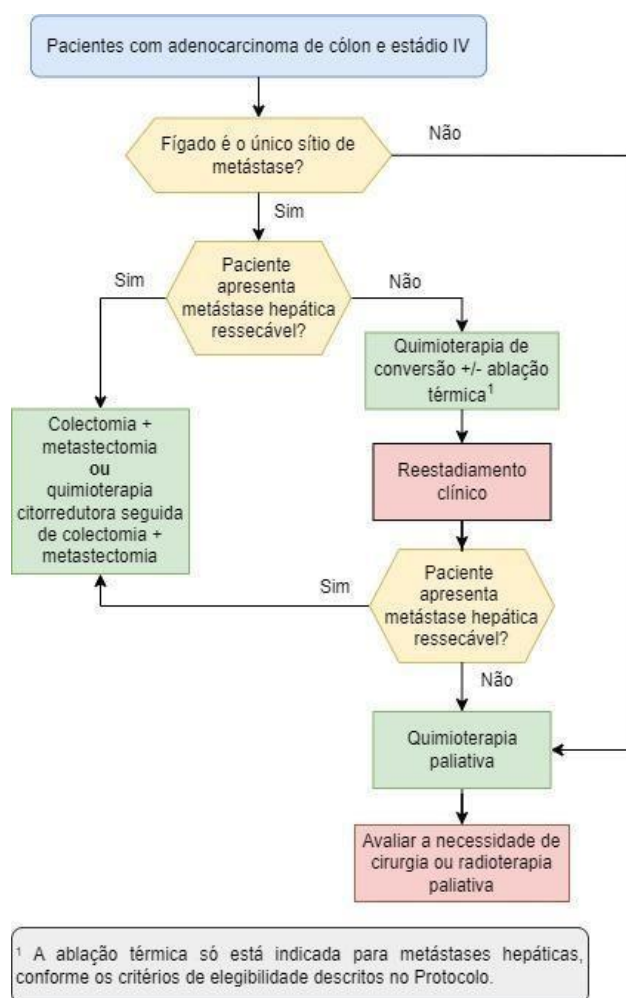 Pacientes com adenocarcinoma de cólon e estádio IV
Fígado é o único sítio de
metástase?
Não
Sim
Paciente
apresenta
metástase hepática
ressecável?
Sim
Não
Quimioterapia de
conversão +/- ablação
térmica¹
Colectomia +
metastectomia
ou
quimioterapia
citorredutora seguida
de colectomia +
metastectomia
Reestadiamento
clínico
Paciente
apresenta
metástase hepática
ressecável?
Sim
Não
Quimioterapia
paliativa
Avaliar a necessidade de
cirurgia ou radioterapia
paliativa
¹ A ablação térmica só está indicada para metástases hepáticas,
conforme os critérios de elegibilidade descritos no Protocolo.